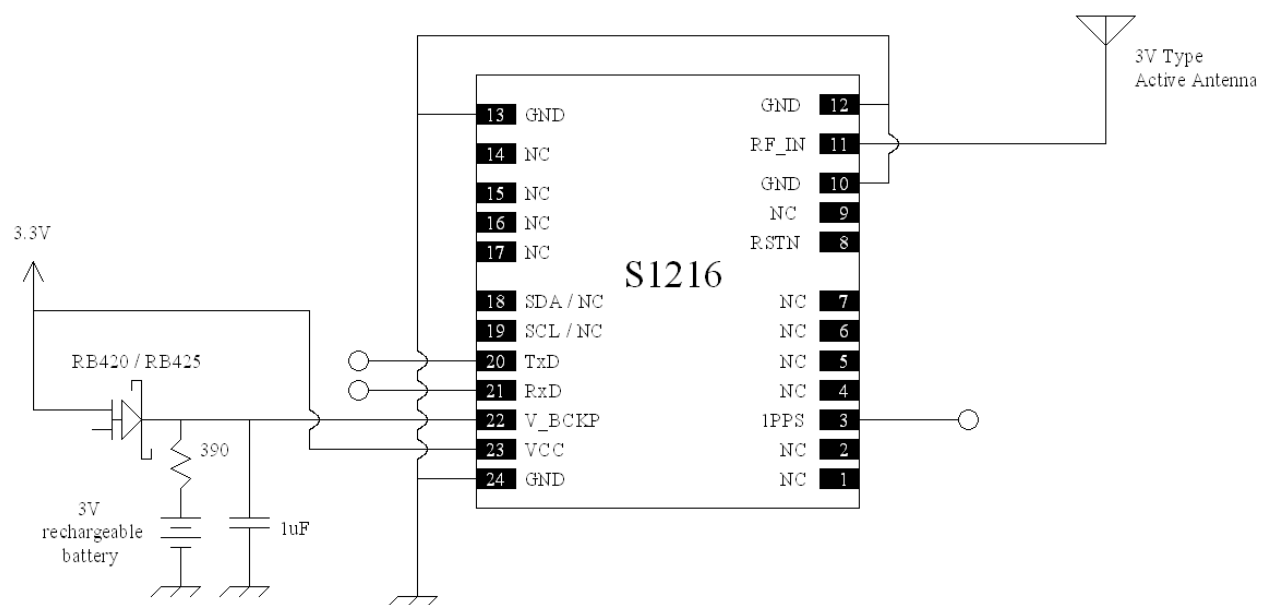 3V Type
Active Antenna
13 GND
14 NC
15 NC
16 NC
17 NC
18 SDA / NC
19 SCL / NC
20 TxD
21 RxD
22 V_BCKP
23 VCC
24 GND
S1216
GND 12
RF_IN 11
GND 10
NC 9
RSTN 8
NC 7
NC 6
NC 5
NC 4
1PPS 3
NC 2
NC 1
3.3V
RB420 / RB425
390
3V
rechargeable
battery
1uF